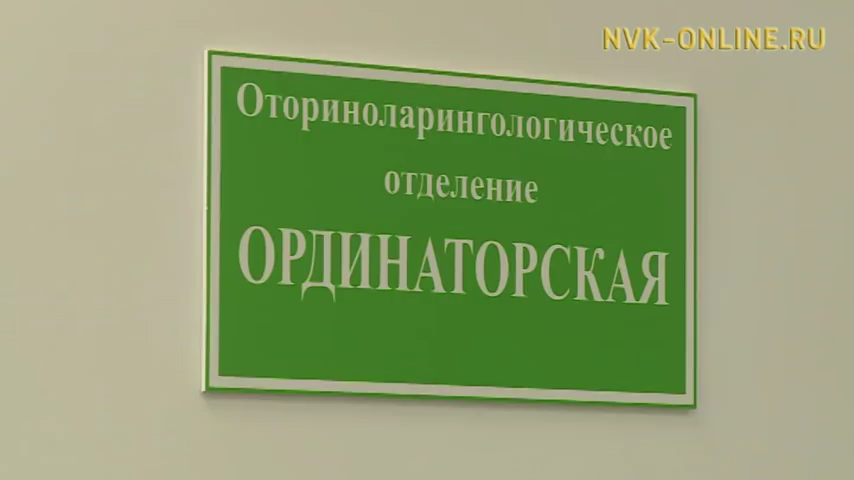 NVK-ONLINE.RU
Оториноларингологическое
отделение
ОРДИНАТОРСКАЯ